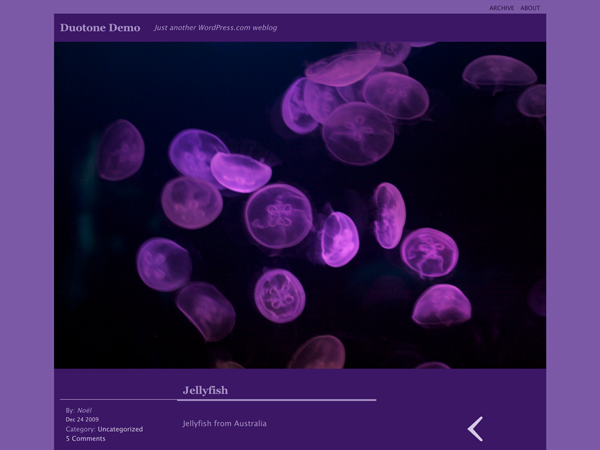 ARCHIVE ABOUT
Duotone Demo Just another WordPress.com weblog
Jellyfish
By: Noël
Dec 24 2009
Category: Uncategorized
5 Comments
Jellyfish from Australia